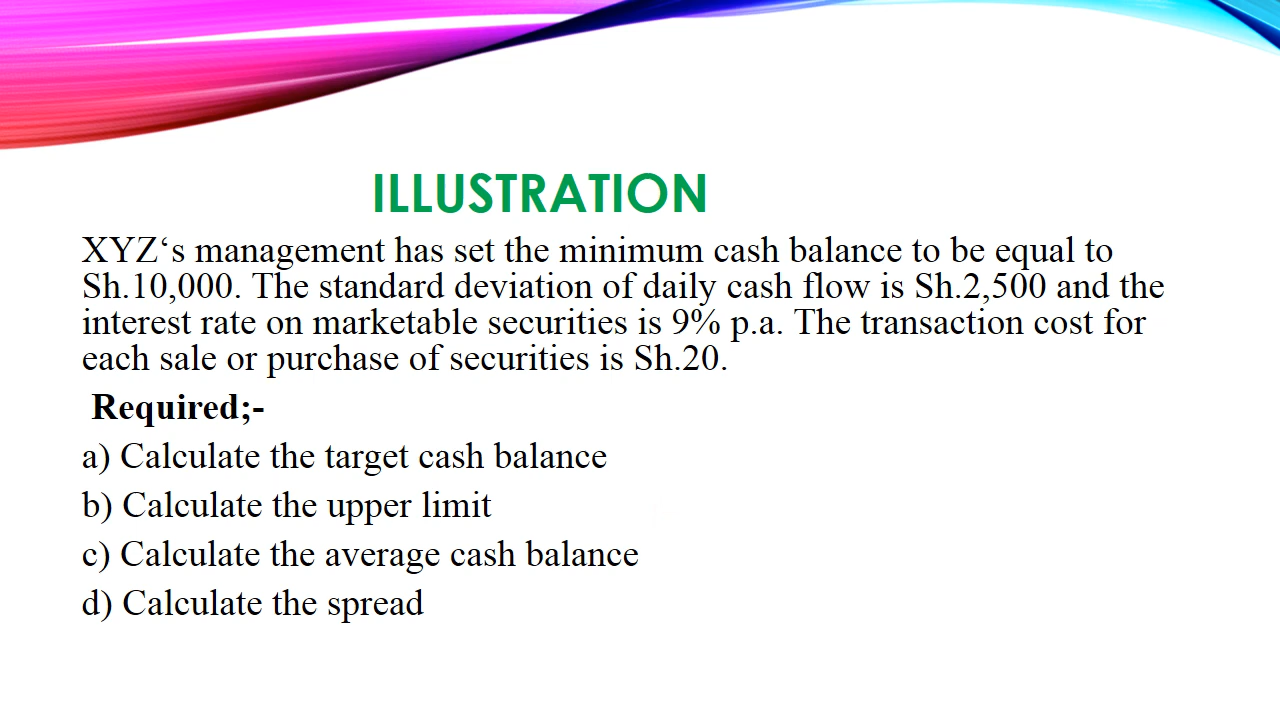 ILLUSTRATION
XYZ‘s management has set the minimum cash balance to be equal to
Sh.10,000. The standard deviation of daily cash flow is Sh.2,500 and the
interest rate on marketable securities is 9% p.a. The transaction cost for
each sale or purchase of securities is Sh.20.
Required;-
a) Calculate the target cash balance
b) Calculate the upper limit
c) Calculate the average cash balance
d) Calculate the spread